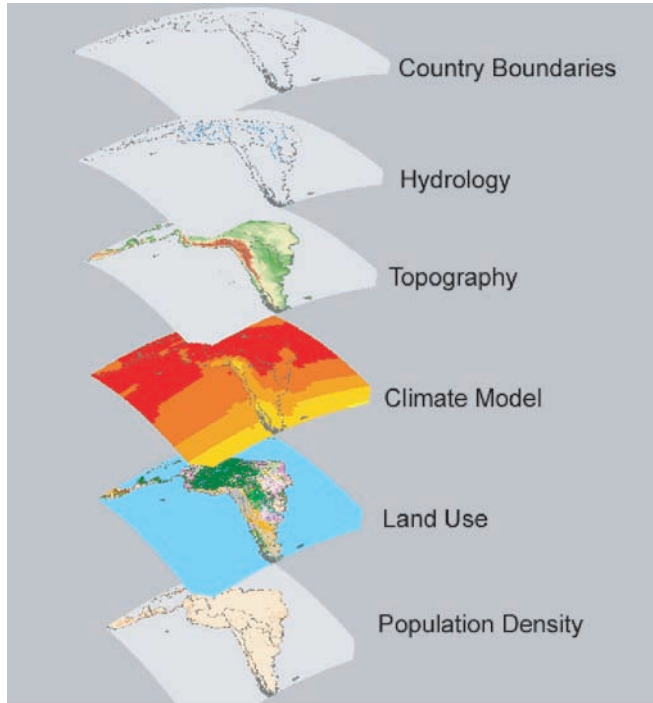 Country Boundaries
Hydrology
Topography
Climate Model
Land Use
Population Density